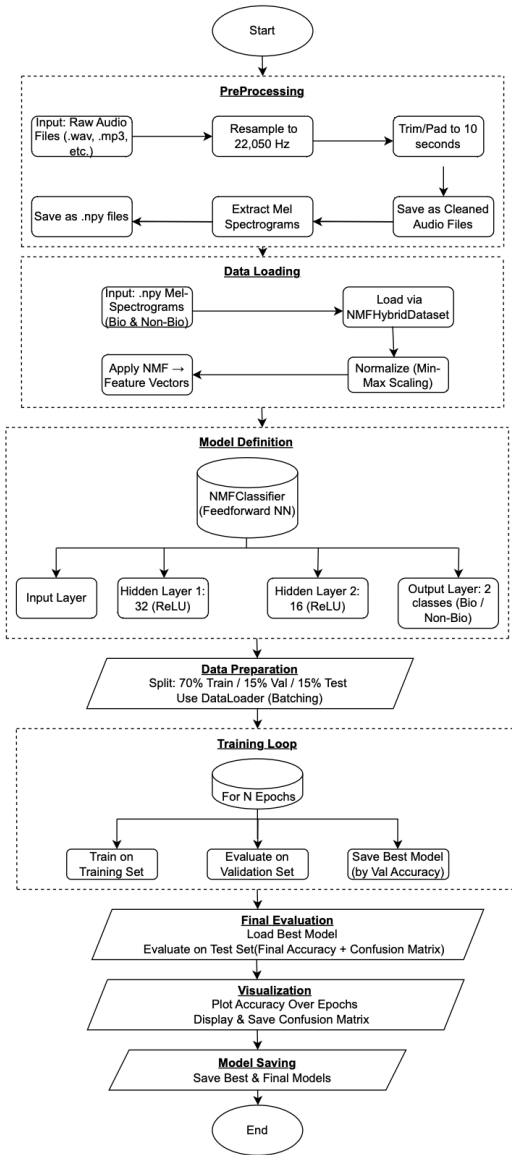 Start
PreProcessing
Input: Raw Audio
Files (.wav, .mp3,
etc.)
Resample to
22,050 Hz
Trim/Pad to 10
seconds
Save as .npy files
Extract Mel
Spectrograms
Save as Cleaned
Audio Files
Data Loading
Input: .npy Mel-
Spectrograms
(Bio & Non-Bio)
Load via
NMFHybridDataset
Apply NMF →
Feature Vectors
Normalize (Min-
Max Scaling)
Model Definition
NMFClassifier
(Feedforward NN)
Input Layer
Hidden Layer 1:
32 (ReLU)
Hidden Layer 2:
16 (ReLU)
Output Layer: 2
classes (Bio /
Non-Bio)
Data Preparation
Split: 70% Train / 15% Val / 15% Test
Use DataLoader (Batching)
Training Loop
For N Epochs
Train on
Training Set
Evaluate on
Validation Set
Save Best Model
(by Val Accuracy)
Final Evaluation
Load Best Model
Evaluate on Test Set(Final Accuracy + Confusion Matrix)
Visualization
Plot Accuracy Over Epochs
Display & Save Confusion Matrix
Model Saving
Save Best & Final Models
End